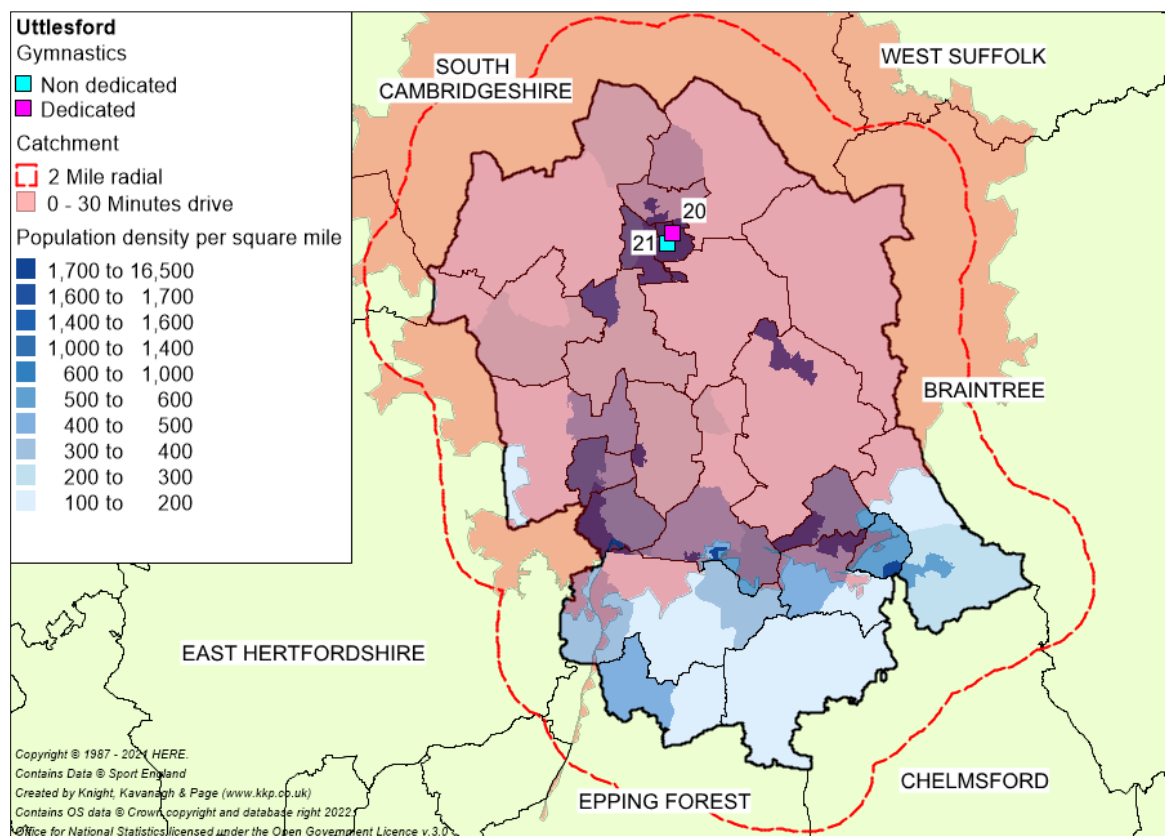 Uttlesford
Gymnastics
Non dedicated
Dedicated
Catchment
2 Mile radial
0 - 30 Minutes drive
Population density per square mile
1,700 to 16,500
1,600 to 1,700
1,400 to 1,600
1,000 to 1,400
600 to 1,000
500 to 600
400 to 500
300 to 400
200 to 300
100 to 200
SOUTH
CAMBRIDGESHIRE
WEST SUFFOLK
20
21
BRAINTREE
EAST HERTFORDSHIRE
CHELMSFORD
EPPING FOREST
Copyright © 1987 - 2021 HERE.
Contains Data © Sport England
Created by Knight, Kavanagh & Page (www.kkp.co.uk)
Contains OS data © Crown copyright and database right 2022
Office for National Statistics licensed under the Open Government Licence v.3.0